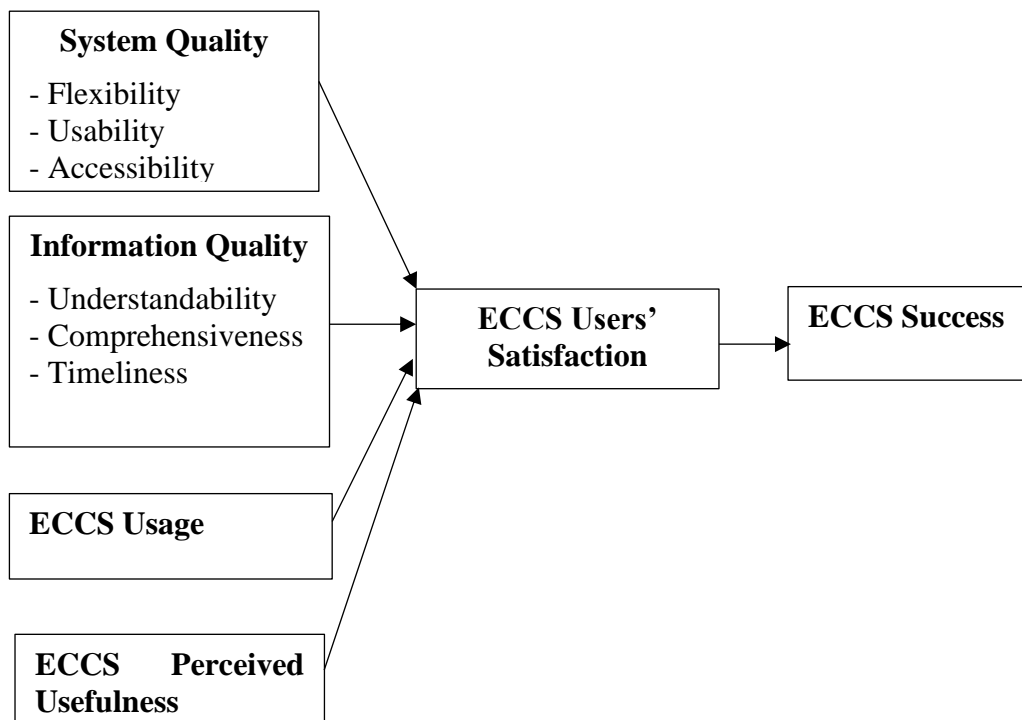 System Quality
- Flexibility
- Usability
- Accessibility
Information Quality
- Understandability
- Comprehensiveness
- Timeliness
ECCS Usage
ECCS Perceived
Usefulness
ECCS Users’
Satisfaction
ECCS Success